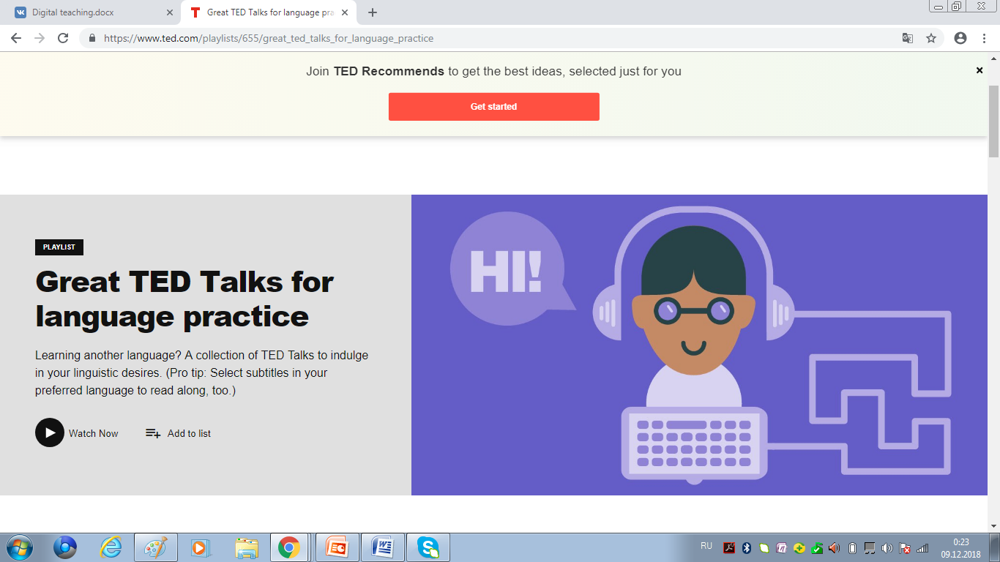 Digital teaching.docx
Great TED Talks for language pra
https://www.ted.com/playlists/655/great_ted_talks_for_language_practice
Join TED Recommends to get the best ideas, selected just for you
Get started
PLAYLIST
Great TED Talks for
language practice
Learning another language? A collection of TED Talks to indulge
in your linguistic desires. (Pro tip: Select subtitles in your
preferred language to read along, too.)
Watch Now
Add to list
HI!
RU
0:23
09.12.2018